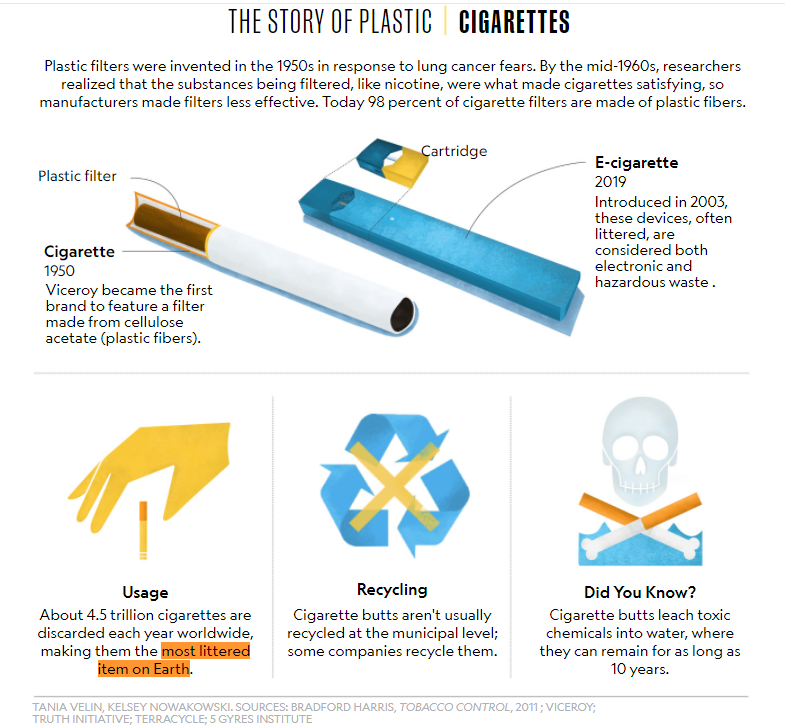 THE STORY OF PLASTIC | CIGARETTES
Plastic filters were invented in the 1950s in response to lung cancer fears. By the mid-1960s, researchers
realized that the substances being filtered, like nicotine, were what made cigarettes satisfying, so
manufacturers made filters less effective. Today 98 percent of cigarette filters are made of plastic fibers.
Cartridge
Plastic filter
E-cigarette
2019
Introduced in 2003,
these devices, often
littered, are
considered both
electronic and
hazardous waste .
Cigarette
1950
Viceroy became the first
brand to feature a filter
made from cellulose
acetate (plastic fibers).
Usage
About 4.5 trillion cigarettes are
discarded each year worldwide,
making them the most littered
item on Earth.
Recycling
Cigarette butts aren't usually
recycled at the municipal level;
some companies recycle them.
Did You Know?
Cigarette butts leach toxic
chemicals into water, where
they can remain for as long as
10 years.
TANIA VELIN, KELSEY NOWAKOWSKI. SOURCES: BRADFORD HARRIS, TOBACCO CONTROL, 2011 ; VICEROY;
TRUTH INITIATIVE; TERRACYCLE; 5 GYRES INSTITUTE